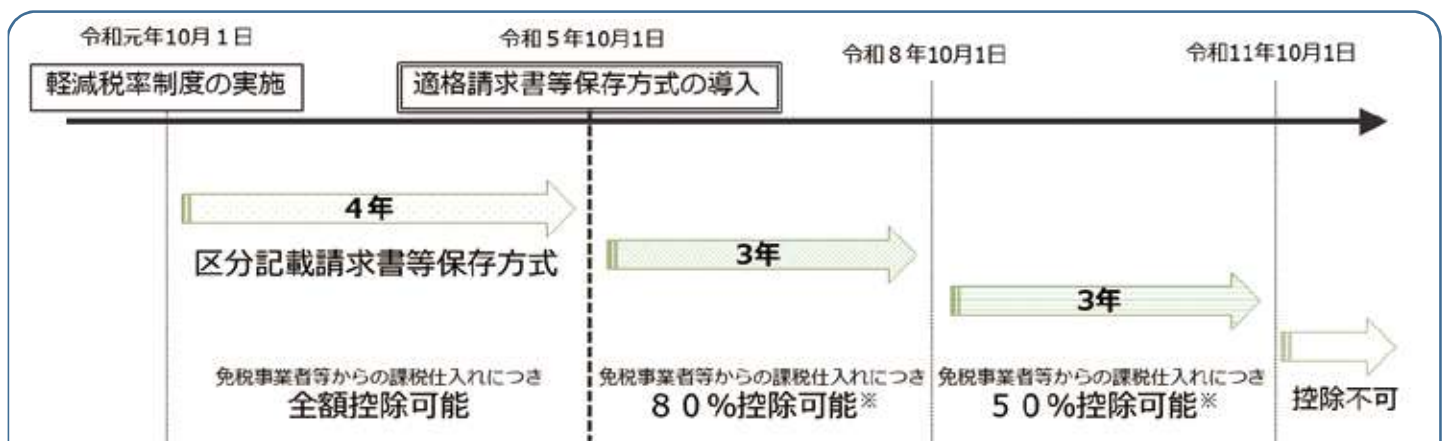 令和元年10月1日
令和5年10月1日
令和8年10月1日
令和11年10月1日
軽減税率制度の実施
適格請求書等保存方式の導入
4年
区分記載請求書等保存方式
3年
3年
免税事業者等からの課税仕入れにつき
全額控除可能
免税事業者等からの課税仕入れにつき
80%控除可能※
免税事業者等からの課税仕入れにつき
50%控除可能※
控除不可